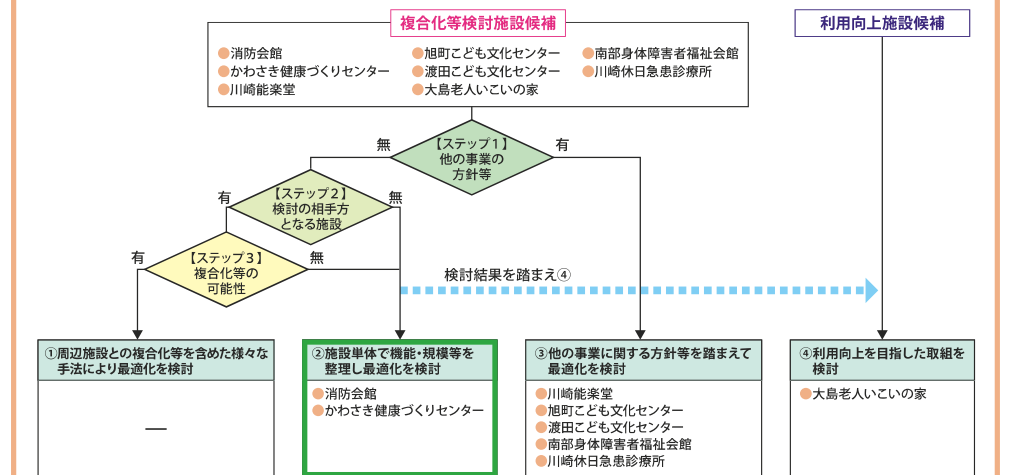 複合化等検討施設候補
利用向上施設候補
●消防会館
●かわさき健康づくりセンター
●川崎能楽堂
●旭町こども文化センター
●渡田こども文化センター
●大島老人いこいの家
●南部身体障害者福祉会館
●川崎休日急患診療所
無
【ステップ1】
他の事業の
方針等
有
有
【ステップ2】
検討の相手方
となる施設
無
有
【ステップ3】
複合化等の
可能性
無
検討結果を踏まえ④
①周辺施設との複合化等を含めた様々な
手法により最適化を検討
―
②施設単体で機能・規模等を
整理し最適化を検討
●消防会館
●かわさき健康づくりセンター
③他の事業に関する方針等を踏まえて
最適化を検討
●川崎能楽堂
●旭町こども文化センター
●渡田こども文化センター
●南部身体障害者福祉会館
●川崎休日急患診療所
④利用向上を目指した取組を
検討
●大島老人いこいの家